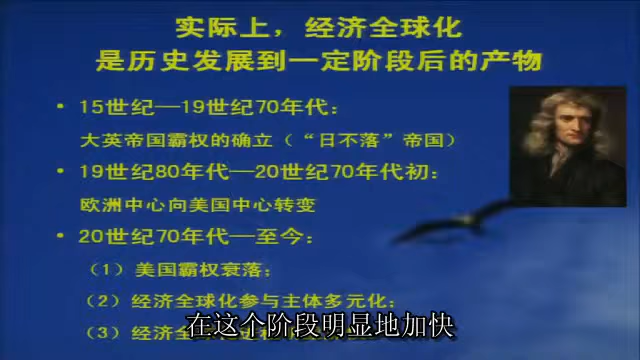 实际上，经济全球化
是历史发展到一定阶段后的产物
• 15世纪—19世纪70年代：
大英帝国霸权的确立（“日不落”帝国）
• 19世纪80年代—20世纪70年代初：
欧洲中心向美国中心转变
• 20世纪70年代—至今：
（1）美国霸权衰落；
（2）经济全球化参与主体多元化；
（3）经济全
在这个阶段明显地加快